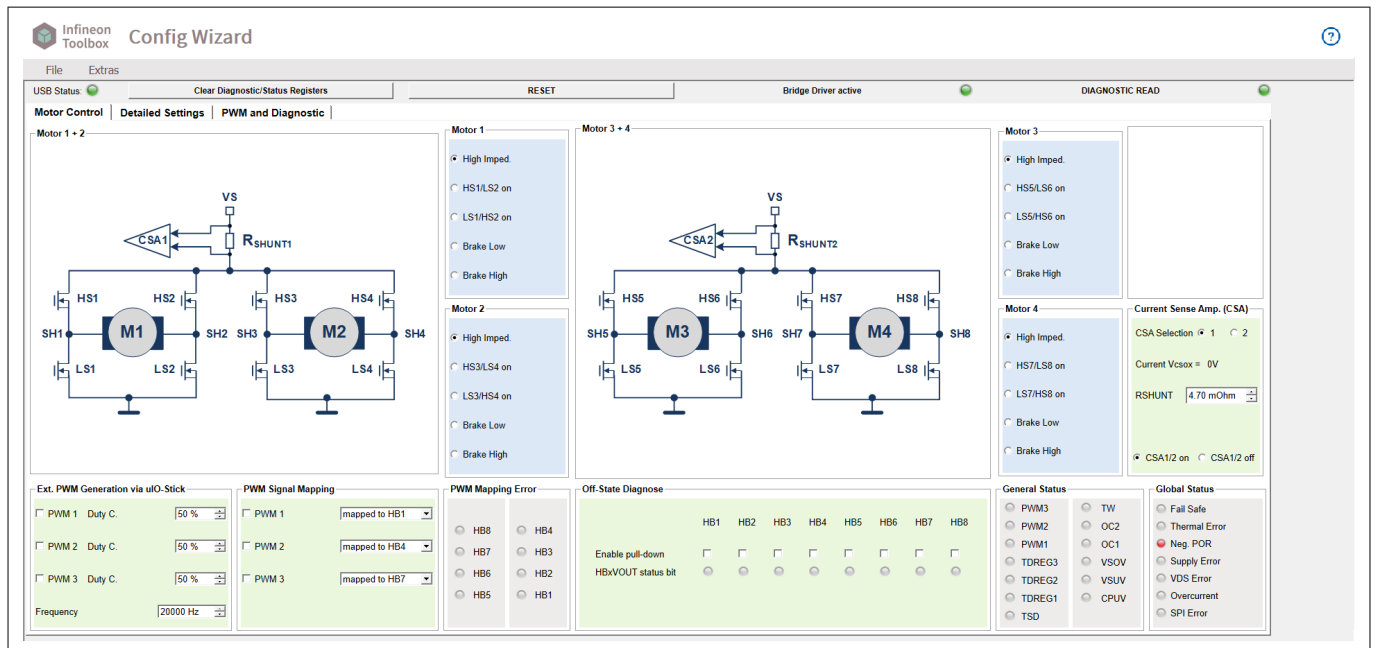 Infineon
Toolbox
Config Wizard
?
File Extras
USB Status: Clear Diagnostic/Status Registers RESET Bridge Driver active DIAGNOSTIC READ
Motor Control Detailed Settings PWM and Diagnostic
Motor 1 + 2
VS
CSA1 RSHUNT1
HS1 HS2 HS3 HS4
SH1 M1 SH2 SH3 M2 SH4
LS1 LS2 LS3 LS4
Motor 1
High Imped.
HS1/LS2 on
LS1/HS2 on
Brake Low
Brake High
Motor 2
High Imped.
HS3/LS4 on
LS3/HS4 on
Brake Low
Brake High
Motor 3 + 4
VS
CSA2 RSHUNT2
HS5 HS6 HS7 HS8
SH5 M3 SH6 SH7 M4 SH8
LS5 LS6 LS7 LS8
Motor 3
High Imped.
HS5/LS6 on
LS5/HS6 on
Brake Low
Brake High
Motor 4
High Imped.
HS7/LS8 on
LS7/HS8 on
Brake Low
Brake High
Current Sense Amp. (CSA)
CSA Selection 1 2
Current Vcsox = 0V
RSHUNT 4.70 mOhm
CSA1/2 on CSA1/2 off
Ext. PWM Generation via uIO-Stick
PWM 1 Duty C. 50 %
PWM 2 Duty C. 50 %
PWM 3 Duty C. 50 %
Frequency 20000 Hz
PWM Signal Mapping
PWM 1 mapped to HB1
PWM 2 mapped to HB4
PWM 3 mapped to HB7
PWM Mapping Error
HB8 HB4
HB7 HB3
HB6 HB2
HB5 HB1
Off-State Diagnose
HB1 HB2 HB3 HB4 HB5 HB6 HB7 HB8
Enable pull-down
HBxVOUT status bit
General Status
PWM3 TW
PWM2 OC2
PWM1 OC1
TDREG3 VSOV
TDREG2 VSUV
TDREG1 CPUV
TSD
Global Status
Fail Safe
Thermal Error
Neg. POR
Supply Error
VDS Error
Overcurrent
SPI Error